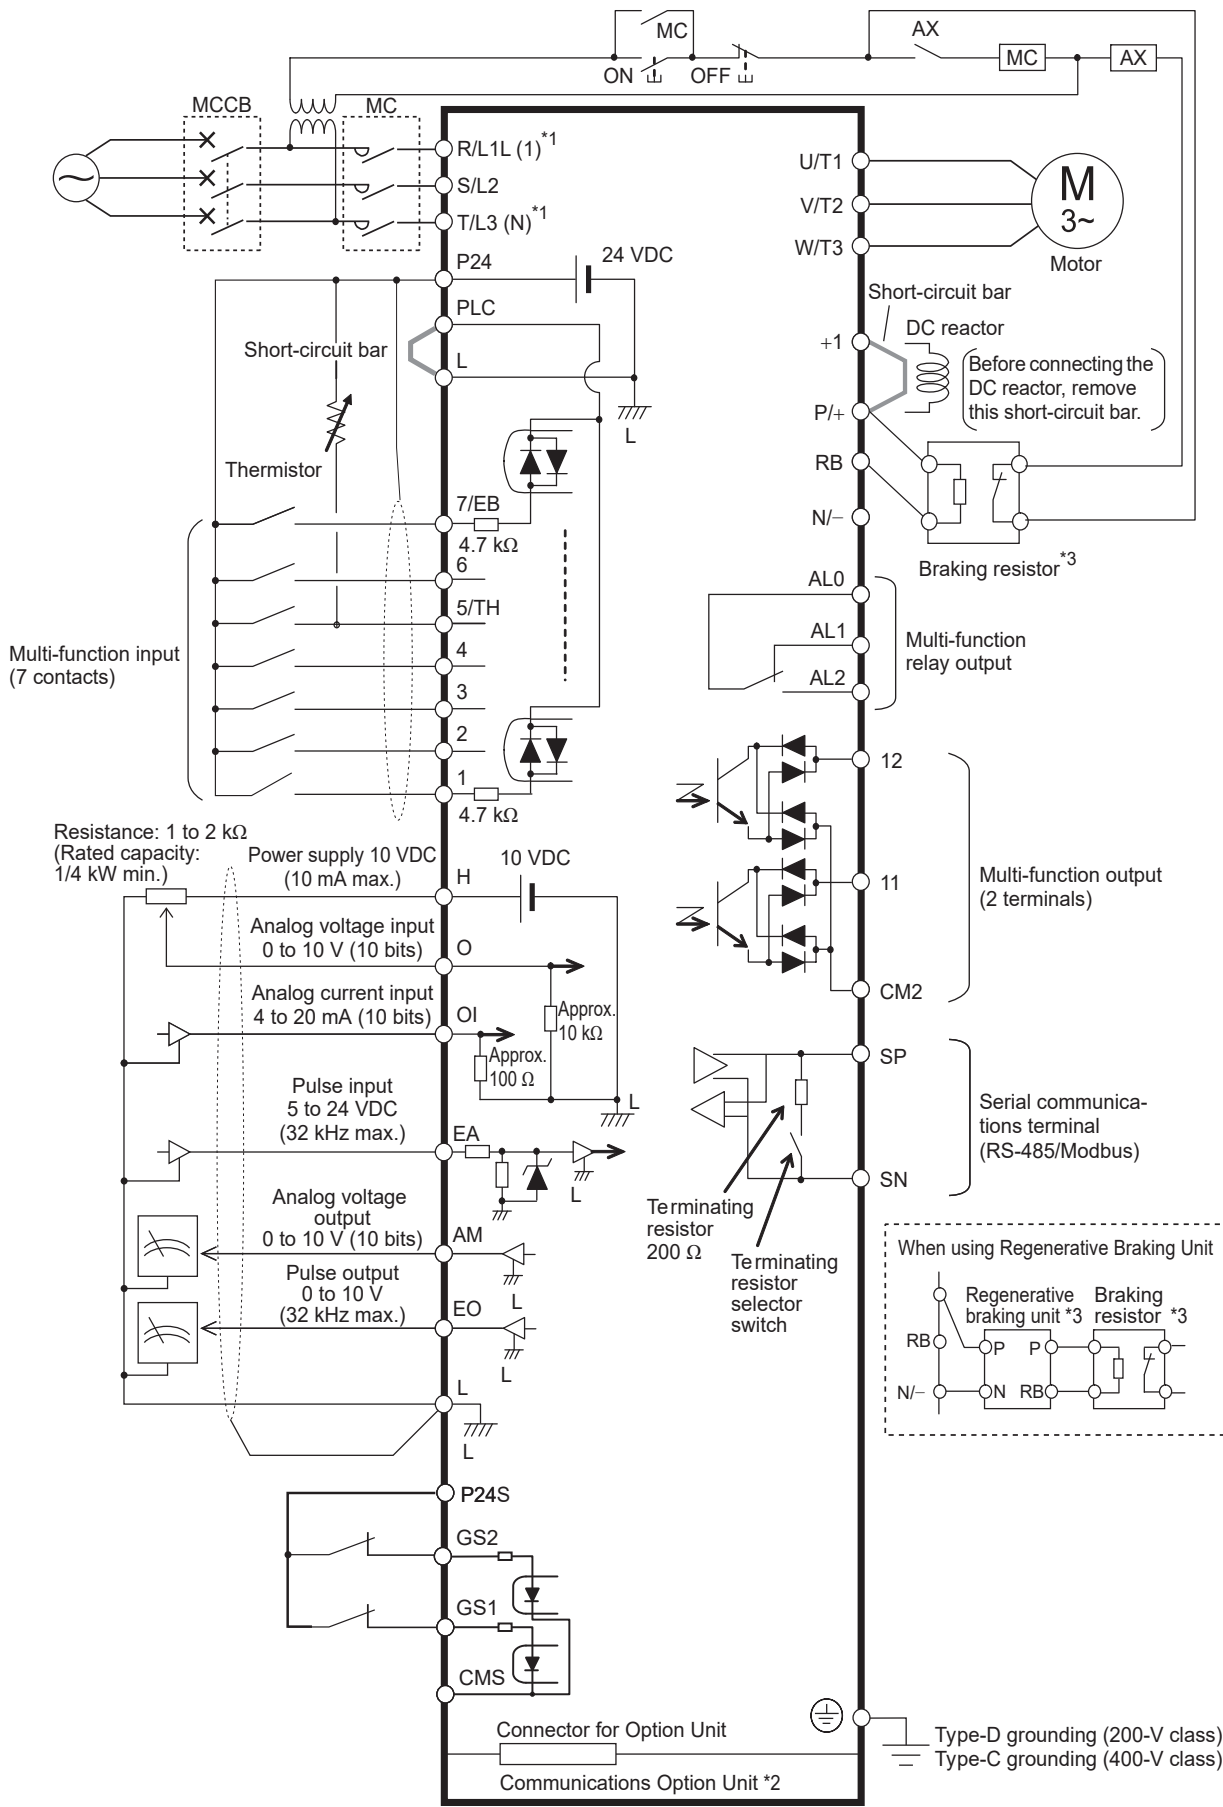 MC
AX
ON
OFF
MC
AX
MCCB
MC
R/L1L (1)*1
S/L2
T/L3 (N)*1
U/T1
V/T2
W/T3
M
3~
Motor
P24
24 VDC
PLC
Short-circuit bar
L
L
Thermistor
Short-circuit bar
DC reactor
+1
Before connecting the
DC reactor, remove
this short-circuit bar.
P/+
RB
N/−
Braking resistor*3
7/EB
4.7 kΩ
6
5/TH
4
3
2
1
4.7 kΩ
Multi-function input
(7 contacts)
AL0
AL1
AL2
Multi-function
relay output
12
11
CM2
Multi-function output
(2 terminals)
Resistance: 1 to 2 kΩ
(Rated capacity:
1/4 kW min.)
Power supply 10 VDC
(10 mA max.)
H
10 VDC
Analog voltage input
0 to 10 V (10 bits)
O
Analog current input
4 to 20 mA (10 bits)
OI
Approx.
10 kΩ
Approx.
100 Ω
L
Pulse input
5 to 24 VDC
(32 kHz max.)
EA
L
Analog voltage
output
0 to 10 V (10 bits)
AM
L
Pulse output
0 to 10 V
(32 kHz max.)
EO
L
L
L
SP
SN
Serial communica-
tions terminal
(RS-485/Modbus)
Terminating
resistor
200 Ω
Terminating
resistor
selector
switch
When using Regenerative Braking Unit
Regenerative
braking unit *3
Braking
resistor *3
RB
P
P
N/−
N
RB
P24S
GS2
GS1
CMS
Connector for Option Unit
Communications Option Unit *2
Type-D grounding (200-V class)
Type-C grounding (400-V class)